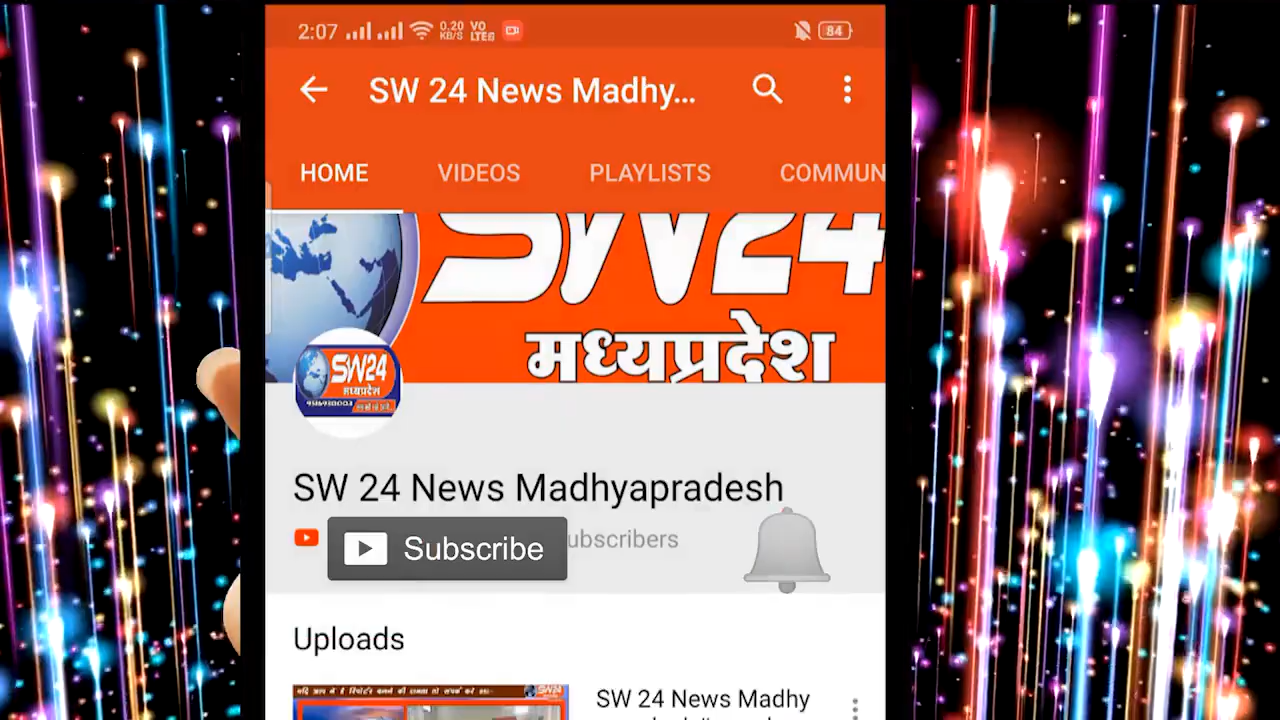 2:07
0.20 KB/S
VO LTE
84
SW 24 News Madhy...
HOME VIDEOS PLAYLISTS COMMUN
SW24
मध्यप्रदेश
SW24
मध्यप्रदेश
SW 24 News Madhyapradesh
Subscribe ubscribers
Uploads
SW24
SW 24 News Madhy